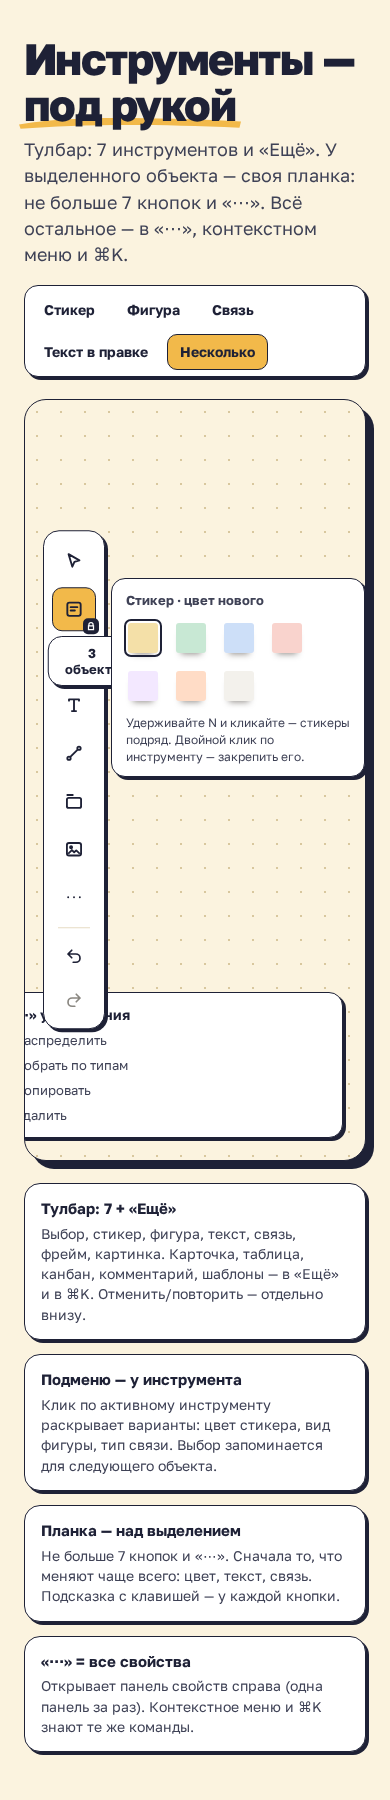 Инструменты —
под рукой
Тулбар: 7 инструментов и «Ещё». У
выделенного объекта — своя планка:
не больше 7 кнопок и «⋯». Всё
остальное — в «⋯», контекстном
меню и ⌘K.
Стикер Фигура Связь
Текст в правке Несколько
Стикер · цвет нового
3
объект
Удерживайте N и кликайте — стикеры
подряд. Двойной клик по
инструменту — закрепить его.
обрать по типам
Тулбар: 7 + «Ещё»
Выбор, стикер, фигура, текст, связь,
фрейм, картинка. Карточка, таблица,
канбан, комментарий, шаблоны — в «Ещё»
и в ⌘K. Отменить/повторить — отдельно
внизу.
Подменю — у инструмента
Клик по активному инструменту
раскрывает варианты: цвет стикера, вид
фигуры, тип связи. Выбор запоминается
для следующего объекта.
Планка — над выделением
Не больше 7 кнопок и «⋯». Сначала то, что
меняют чаще всего: цвет, текст, связь.
Подсказка с клавишей — у каждой кнопки.
«⋯» = все свойства
Открывает панель свойств справа (одна
панель за раз). Контекстное меню и ⌘K
знают те же команды.